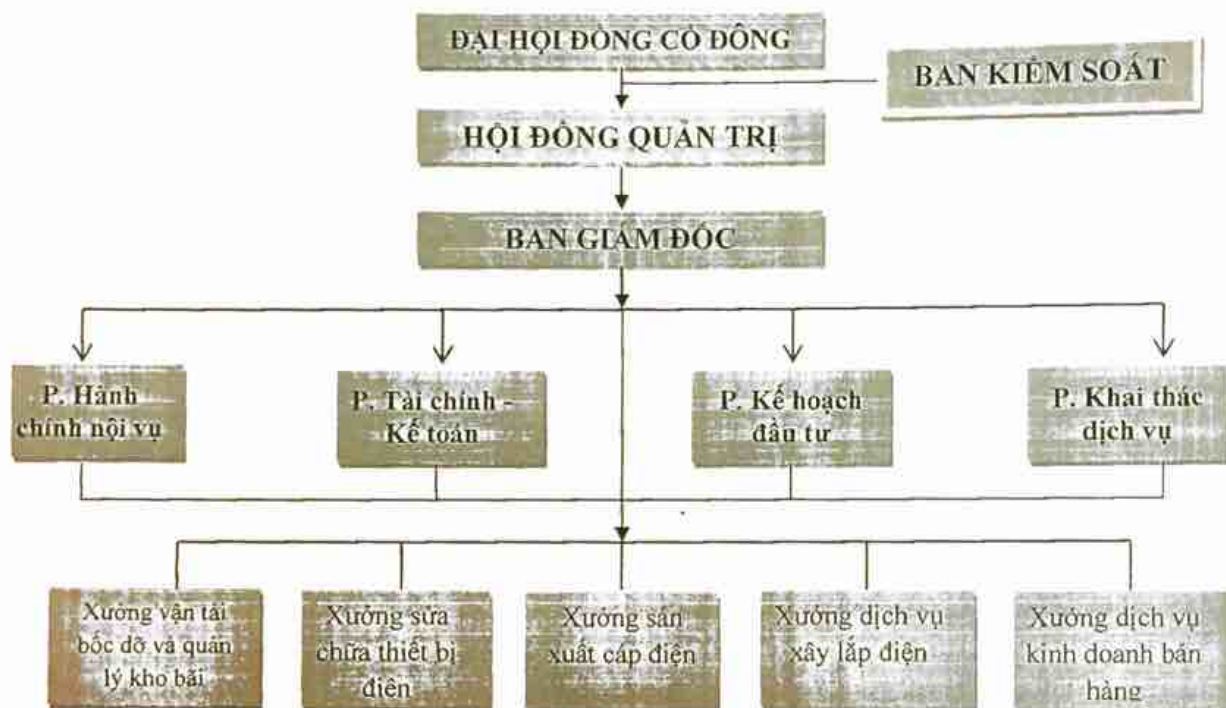 ĐẠI HỘI ĐỒNG CỔ ĐÔNG
BAN KIỂM SOÁT
HỘI ĐỒNG QUẢN TRỊ
BAN GIÁM ĐỐC
P. Hành
chính nội vụ
P. Tài chính -
Kế toán
P. Kế hoạch
đầu tư
P. Khai thác
dịch vụ
Xưởng vận tải
bốc dỡ và quản
lý kho bãi
Xưởng sửa
chữa thiết bị
điện
Xưởng sản
xuất cáp điện
Xưởng dịch vụ
xây lắp điện
Xưởng dịch vụ
kinh doanh bán
hàng